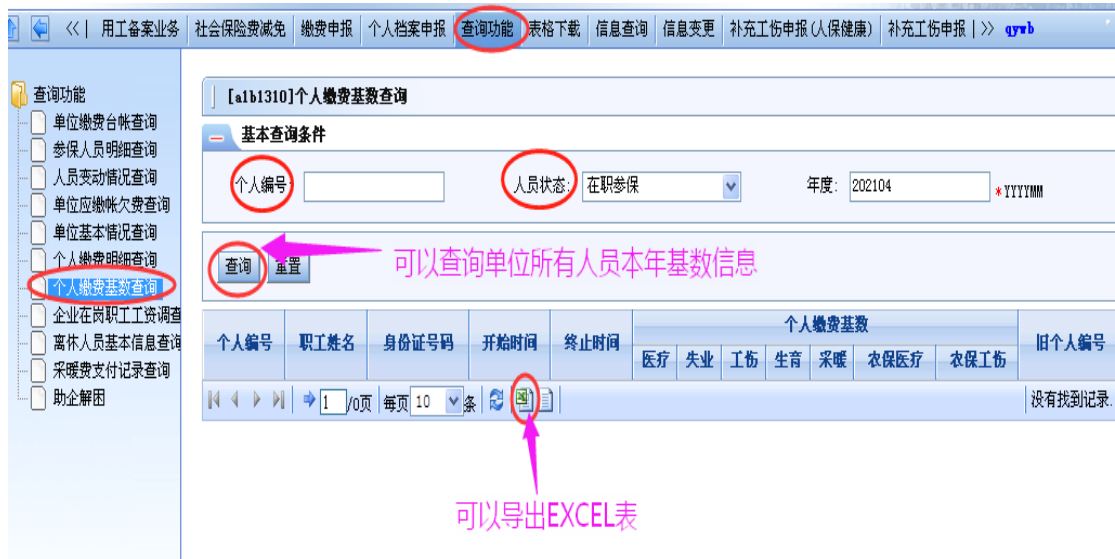 <<| 用工备案业务 | 社会保险费减免 | 缴费申报 | 个人档案申报 | 查询功能 | 表格下载 | 信息查询 | 信息变更 | 补充工伤申报(人保健康) | 补充工伤申报 | >> qywb
查询功能
单位缴费台帐查询
参保人员明细查询
人员变动情况查询
单位应缴帐欠费查询
单位基本情况查询
个人缴费明细查询
个人缴费基数查询
企业在岗职工工资调查
离休人员基本信息查询
采暖费支付记录查询
助企解困
[a1b1310]个人缴费基数查询
基本查询条件
个人编号: 人员状态: 在职参保 年度: 202104 *YYYYMM
查询 重置 可以查询单位所有人员本年基数信息
个人编号 职工姓名 身份证号码 开始时间 终止时间 个人缴费基数 旧个人编号
医疗 失业 工伤 生育 采暖 农保医疗 农保工伤
1 /0页 每页 10 条 没有找到记录.
可以导出EXCEL表